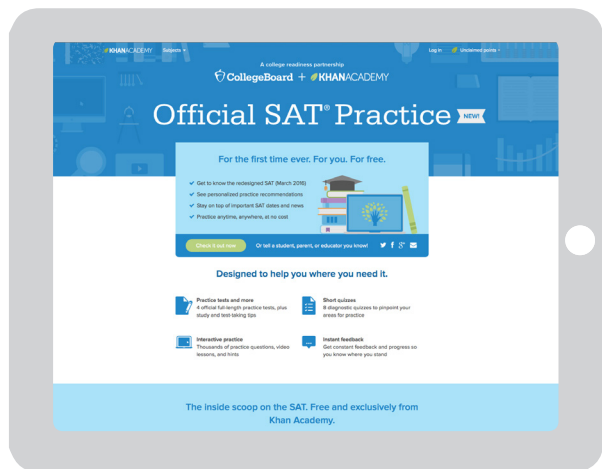 KHANACADEMY Subjects Log in Unclaimed points
A college readiness partnership
CollegeBoard + KHANACADEMY
Official SAT® Practice NEW!
For the first time ever. For you. For free.
Get to know the redesigned SAT (March 2016)
See personalized practice recommendations
Stay on top of important SAT dates and news
Practice anytime, anywhere, at no cost
Check it out now Or tell a student, parent, or educator you know!
Designed to help you where you need it.
Practice tests and more
4 official full-length practice tests, plus
study and test-taking tips
Short quizzes
8 diagnostic quizzes to pinpoint your
areas for practice
Interactive practice
Thousands of practice questions, video
lessons, and hints
Instant feedback
Get constant feedback and progress so
you know where you stand
The inside scoop on the SAT. Free and exclusively from
Khan Academy.